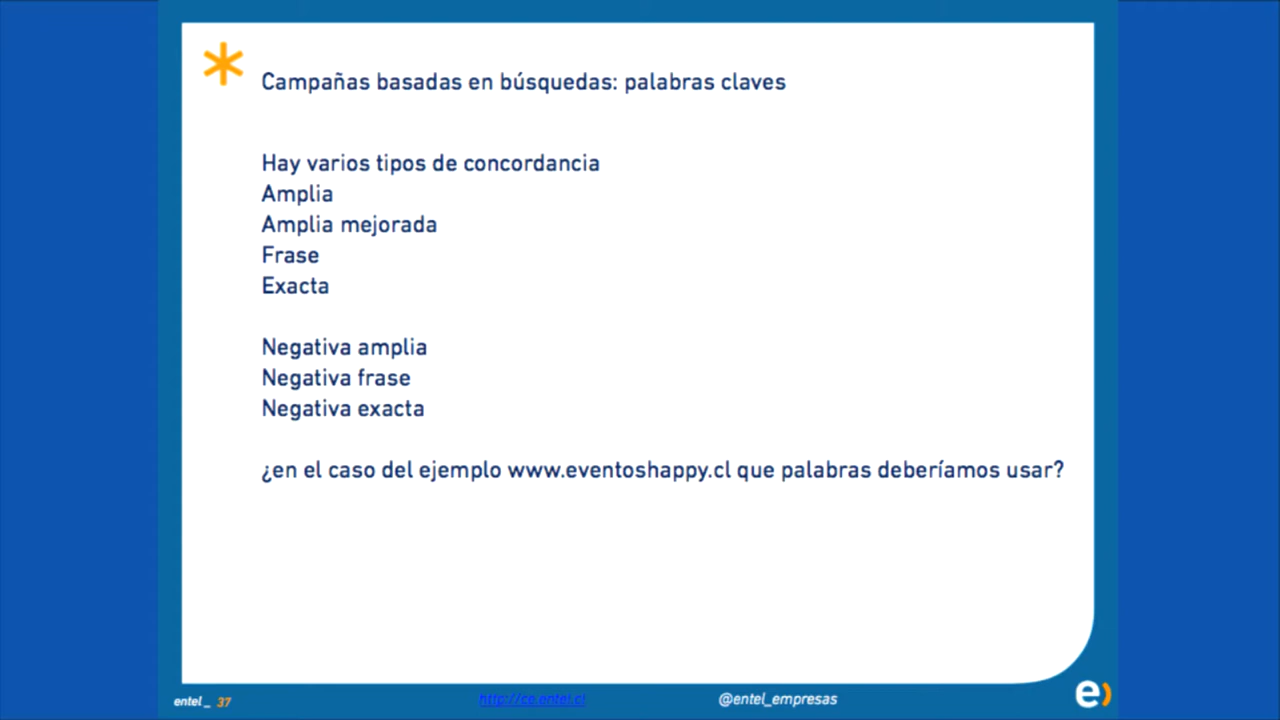 Campañas basadas en búsquedas: palabras claves
Hay varios tipos de concordancia
Amplia
Amplia mejorada
Frase
Exacta
Negativa amplia
Negativa frase
Negativa exacta
¿en el caso del ejemplo www.eventoshappy.cl que palabras deberíamos usar?
entel_ 37
http://ce.entel.cl
@entel_empresas
e)